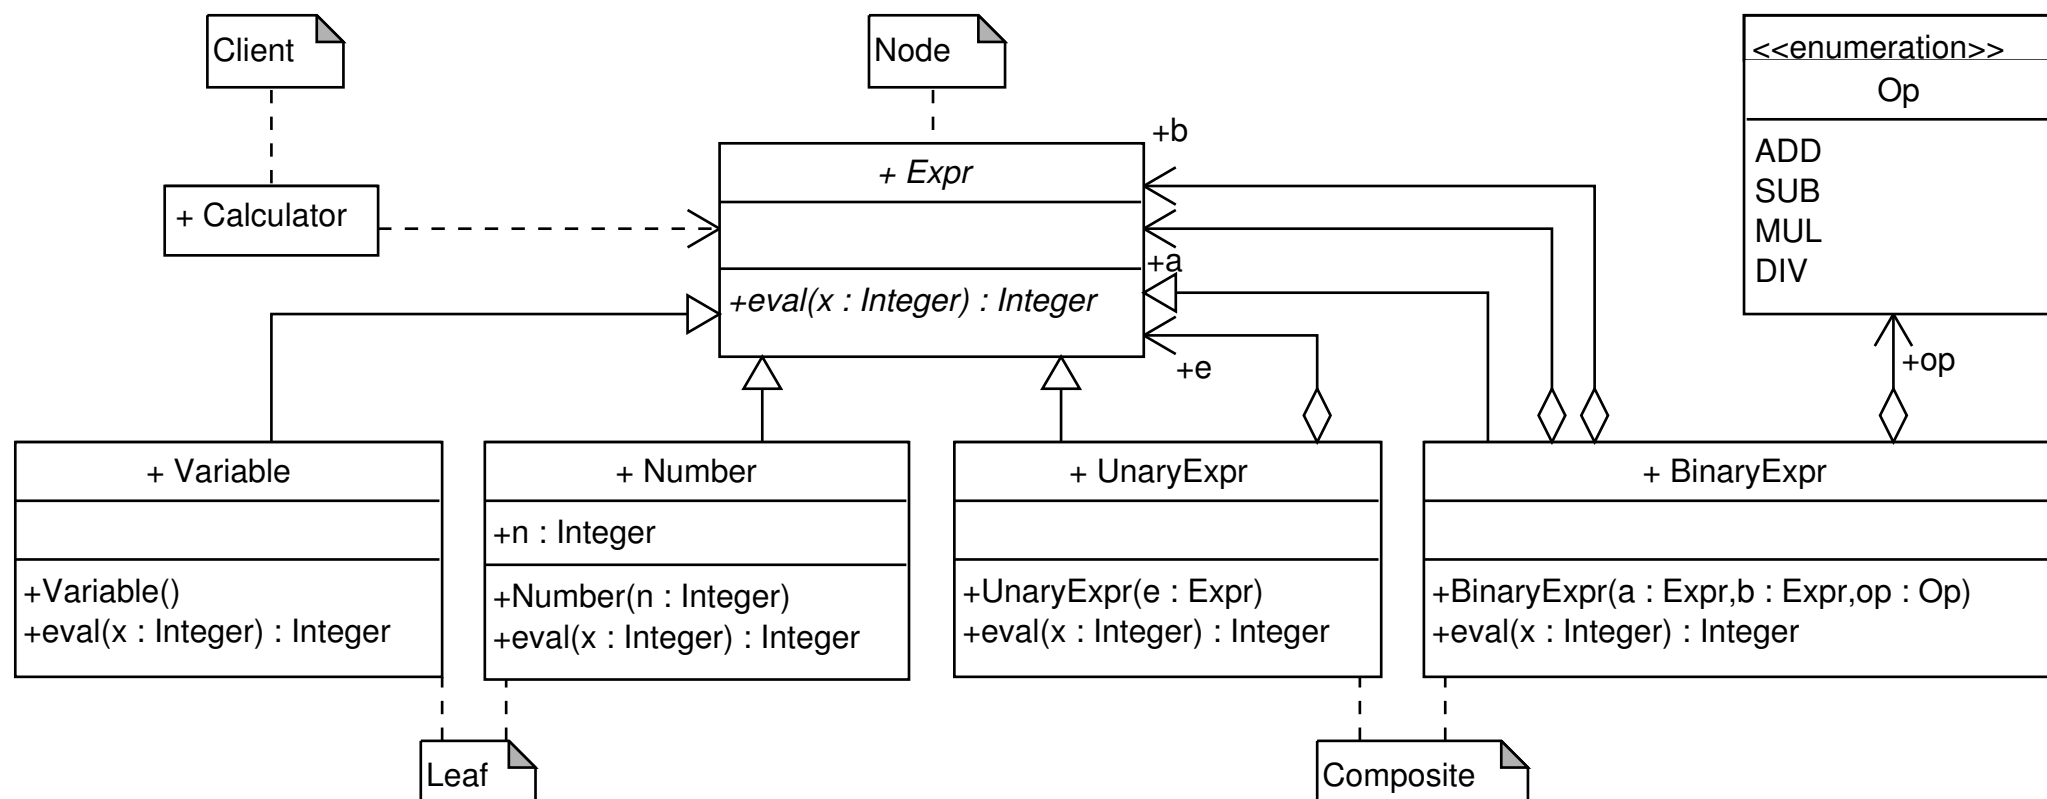 Client
Node
<<enumeration>>
Op
ADD
SUB
MUL
DIV
+b
+ Expr
+ Calculator
+a
+eval(x : Integer) : Integer
+e
+op
+ Variable
+Variable()
+eval(x : Integer) : Integer
+ Number
+n : Integer
+Number(n : Integer)
+eval(x : Integer) : Integer
+ UnaryExpr
+UnaryExpr(e : Expr)
+eval(x : Integer) : Integer
+ BinaryExpr
+BinaryExpr(a : Expr,b : Expr,op : Op)
+eval(x : Integer) : Integer
Leaf
Composite